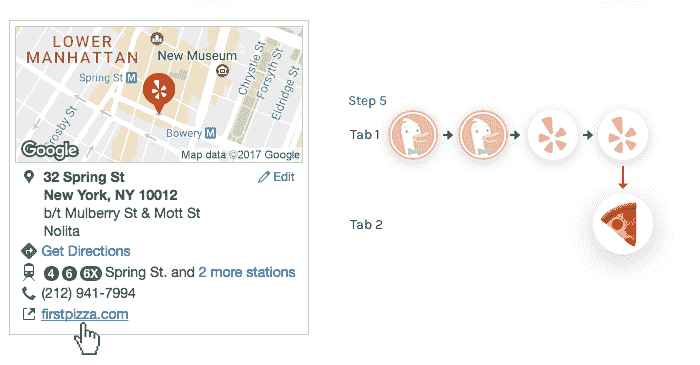 LOWER
MANHATTAN
New Museum
Spring St M
Chrystie St
Forsyth St
Eldridge St
osby St
Bowery M
Google
Map data ©2017 Google
32 Spring St
Edit
New York, NY 10012
b/t Mulberry St & Mott St
Nolita
Get Directions
4 6 6X Spring St. and 2 more stations
(212) 941-7994
firstpizza.com
Step 5
Tab 1
Tab 2